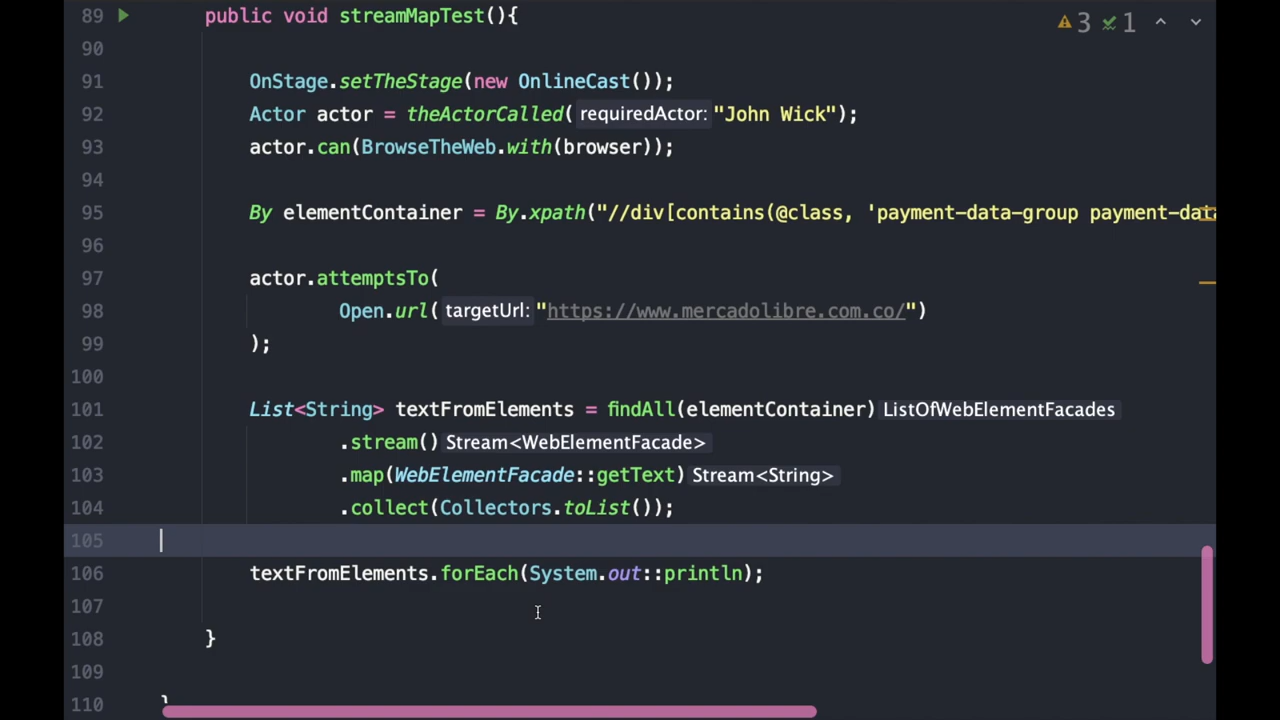 89 public void streamMapTest(){ 3 1
90
91 OnStage.setTheStage(new OnlineCast());
92 Actor actor = theActorCalled( requiredActor: "John Wick");
93 actor.can(BrowseTheWeb.with(browser));
94
95 By elementContainer = By.xpath("//div[contains(@class, 'payment-data-group payment-data
96
97 actor.attemptsTo(
98 Open.url( targetUrl: "https://www.mercadolibre.com.co/")
99 );
100
101 List<String> textFromElements = findAll(elementContainer) ListOfWebElementFacades
102 .stream() Stream<WebElementFacade>
103 .map(WebElementFacade::getText) Stream<String>
104 .collect(Collectors.toList());
105
106 textFromElements.forEach(System.out::println);
107
108 }
109
110 }